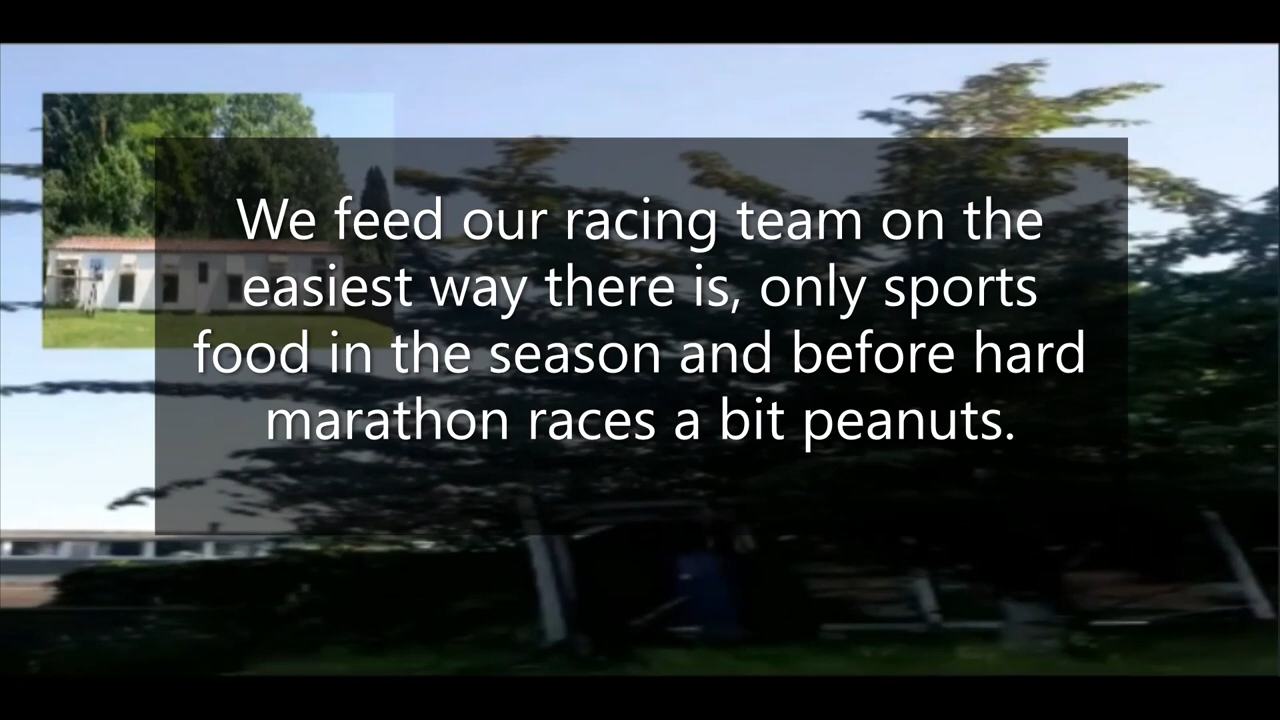 We feed our racing team on the
easiest way there is, only sports
food in the season and before hard
marathon races a bit peanuts.